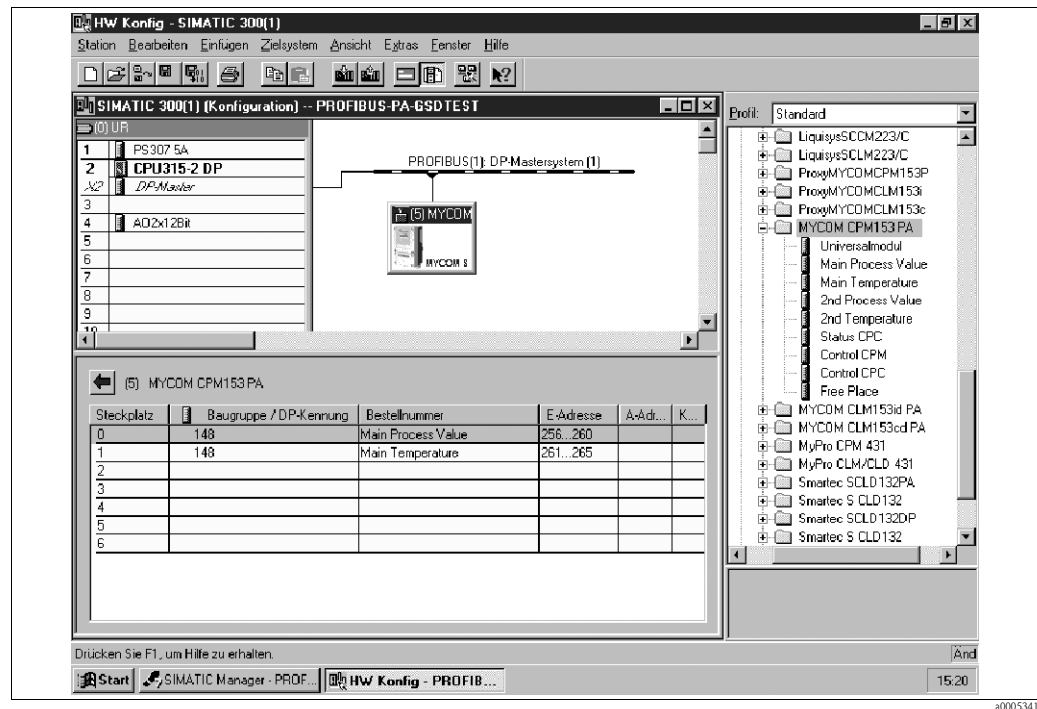 HW Konfig - SIMATIC 300(1)
Station Bearbeiten Einfügen Zielsystem Ansicht Extras Fenster Hilfe
SIMATIC 300(1) (Konfiguration) -- PROFIBUS-PA-GSDTEST
(0) UR
1 PS307 5A
2 CPU315-2 DP
X2 DP-Master
3
4 AO2x12Bit
5
6
7
8
9
10
PROFIBUS(1): DP-Mastersystem (1)
(5) MYCOM
MYCOM S
(5) MYCOM CPM153 PA
Steckplatz Baugruppe / DP-Kennung Bestellnummer E-Adresse A-Adr... K...
0 148 Main Process Value 256...260
1 148 Main Temperature 261...265
2
3
4
5
6
Profil: Standard
LiquisysSCCM223/C
LiquisysSCLM223/C
ProxyMYCOMCPM153P
ProxyMYCOMCLM153i
ProxyMYCOMCLM153c
MYCOM CPM153 PA
Universalmodul
Main Process Value
Main Temperature
2nd Process Value
2nd Temperature
Status CPC
Control CPM
Control CPC
Free Place
MYCOM CLM153id PA
MYCOM CLM153cd PA
MyPro CPM 431
MyPro CLM/CLD 431
Smartec SCLD132PA
Smartec S CLD132
Smartec SCLD132DP
Smartec S CLD132
Drücken Sie F1, um Hilfe zu erhalten.
Änd
Start SIMATIC Manager - PROF... HW Konfig - PROFIB... 15:20
a0005341